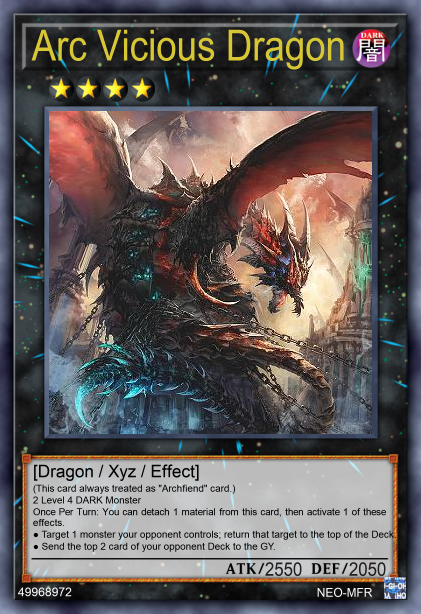 Arc Vicious Dragon
DARK
闇
[Dragon / Xyz / Effect]
(This card always treated as "Archfiend" card.)
2 Level 4 DARK Monster
Once Per Turn: You can detach 1 material from this card, then activate 1 of these
effects.
● Target 1 monster your opponent controls; return that target to the top of the Deck.
● Send the top 2 card of your opponent Deck to the GY.
ATK/2550 DEF/2050
49968972 NEO-MFR